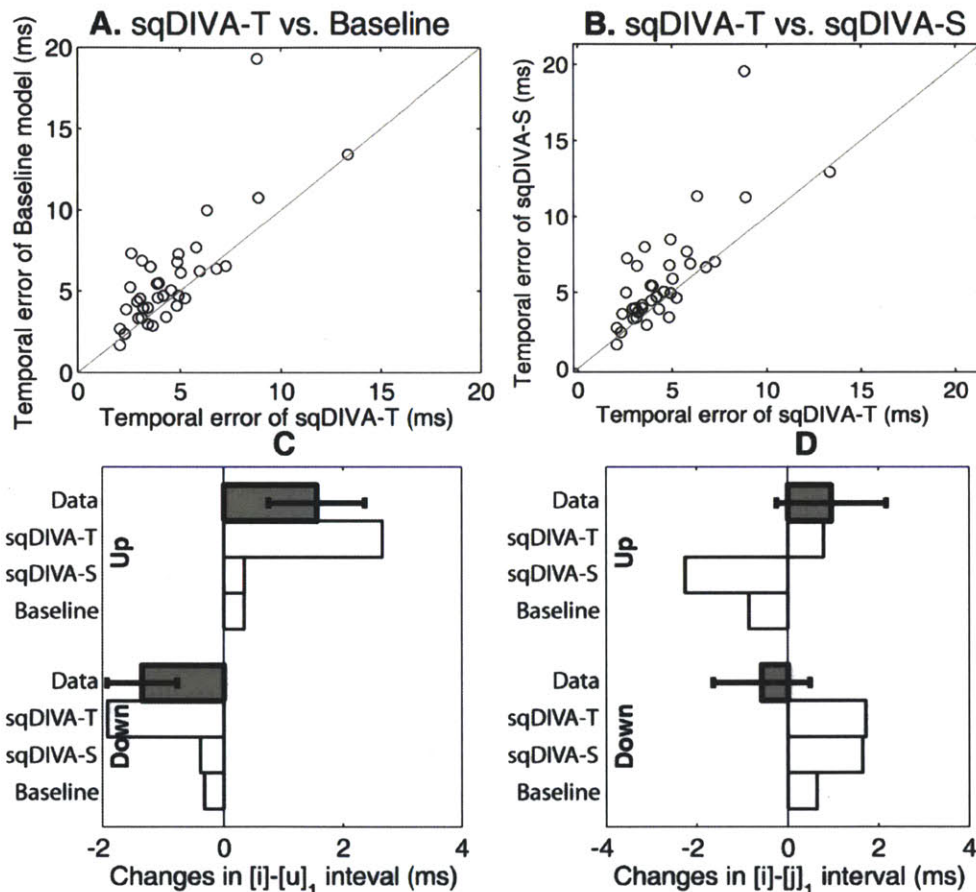 A. sqDIVA-T vs. Baseline
Temporal error of Baseline model (ms)
20
15
10
5
0
0 5 10 15 20
Temporal error of sqDIVA-T (ms)
B. sqDIVA-T vs. sqDIVA-S
Temporal error of sqDIVA-S (ms)
20
15
10
5
0
0 5 10 15 20
Temporal error of sqDIVA-T (ms)
C
Up
Data
sqDIVA-T
sqDIVA-S
Baseline
Down
Data
sqDIVA-T
sqDIVA-S
Baseline
-2 0 2 4
Changes in [i]-[u]₁ interval (ms)
D
Up
Data
sqDIVA-T
sqDIVA-S
Baseline
Down
Data
sqDIVA-T
sqDIVA-S
Baseline
-4 -2 0 2 4
Changes in [i]-[j]₁ interval (ms)